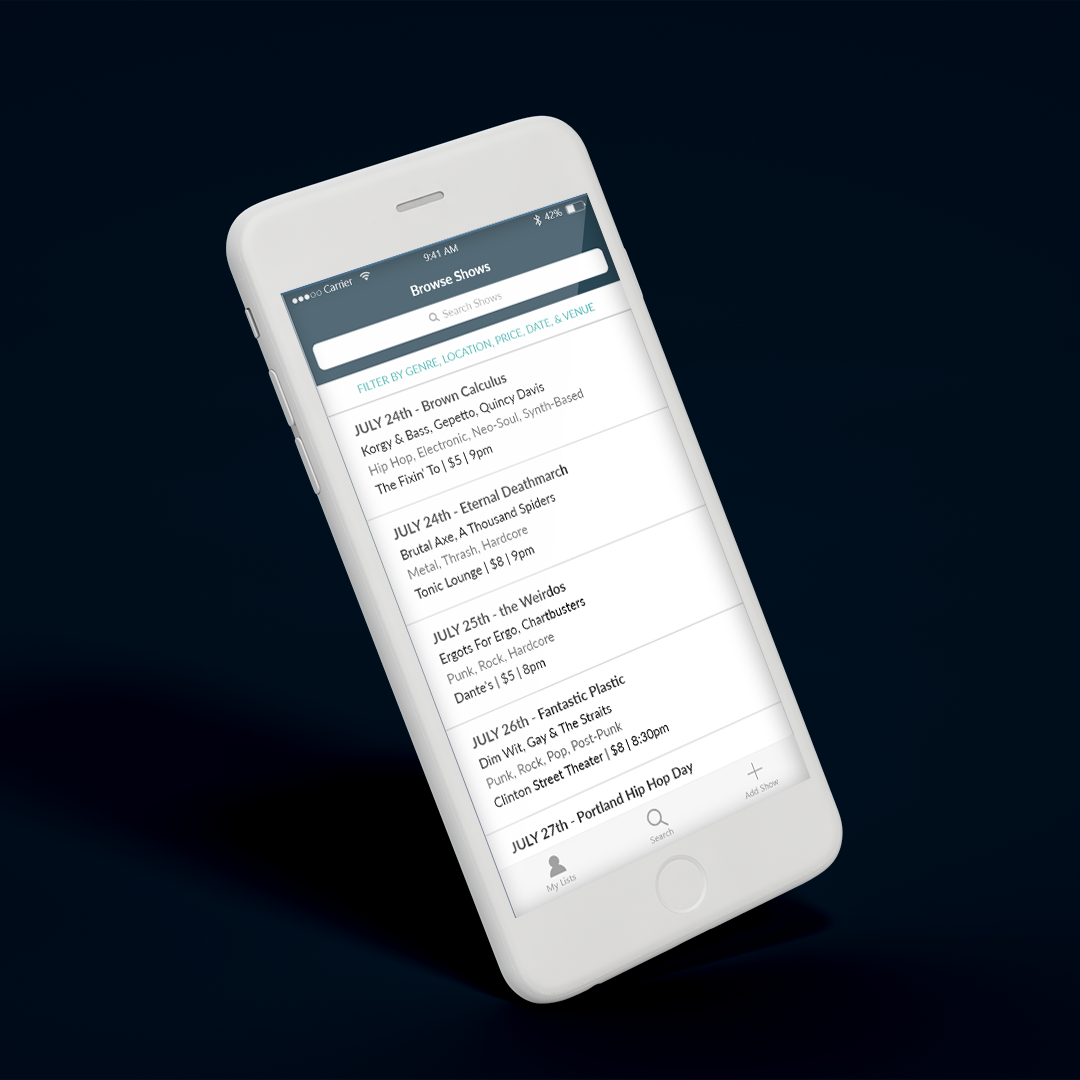 ●●●○○ Carrier 9:41 AM 42%
Browse Shows
Search Shows
FILTER BY GENRE, LOCATION, PRICE, DATE, & VENUE
JULY 24th - Brown Calculus
Korgy & Bass, Gepetto, Quincy Davis
Hip Hop, Electronic, Neo-Soul, Synth-Based
The Fixin' To | $5 | 9pm
JULY 24th - Eternal Deathmarch
Brutal Axe, A Thousand Spiders
Metal, Thrash, Hardcore
Tonic Lounge | $8 | 9pm
JULY 25th - the Weirdos
Ergots For Ergo, Chartbusters
Punk, Rock, Hardcore
Dante's | $5 | 8pm
JULY 26th - Fantastic Plastic
Dim Wit, Gay & The Straits
Punk, Rock, Pop, Post-Punk
Clinton Street Theater | $8 | 8:30pm
JULY 27th - Portland Hip Hop Day
My Lists
Search
Add Show